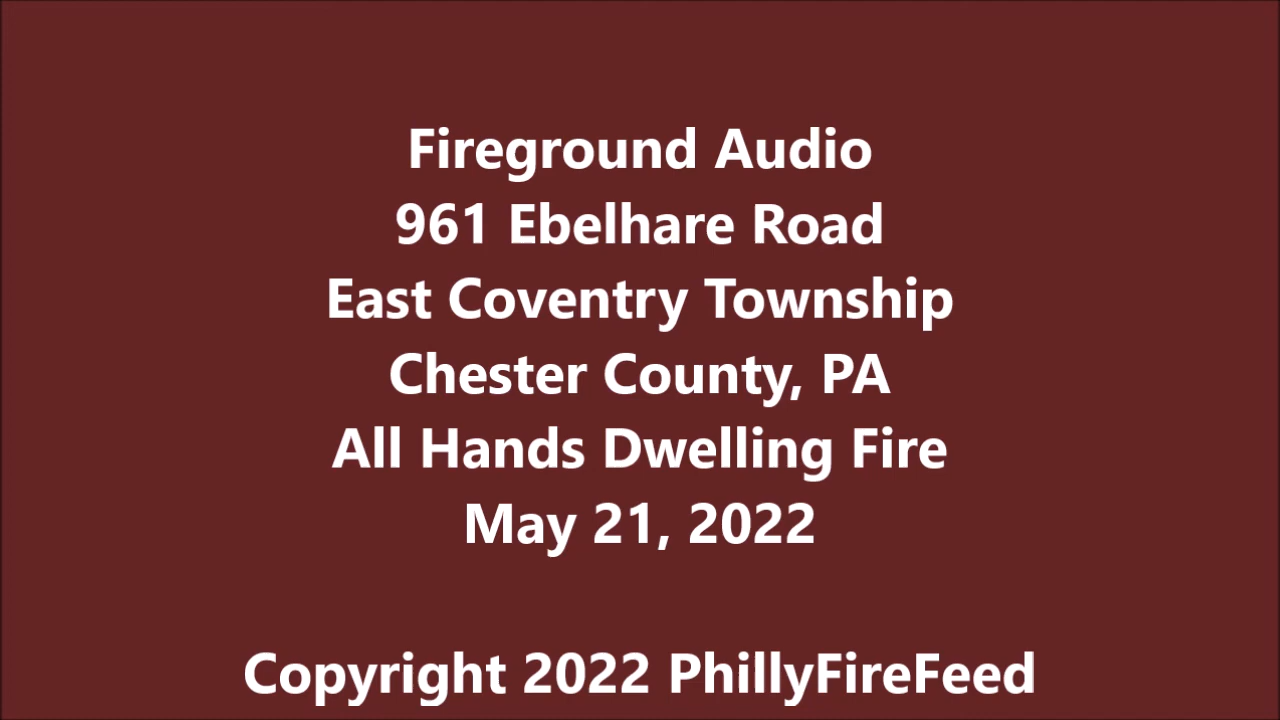 Fireground Audio
961 Ebelhare Road
East Coventry Township
Chester County, PA
All Hands Dwelling Fire
May 21, 2022
Copyright 2022 PhillyFireFeed